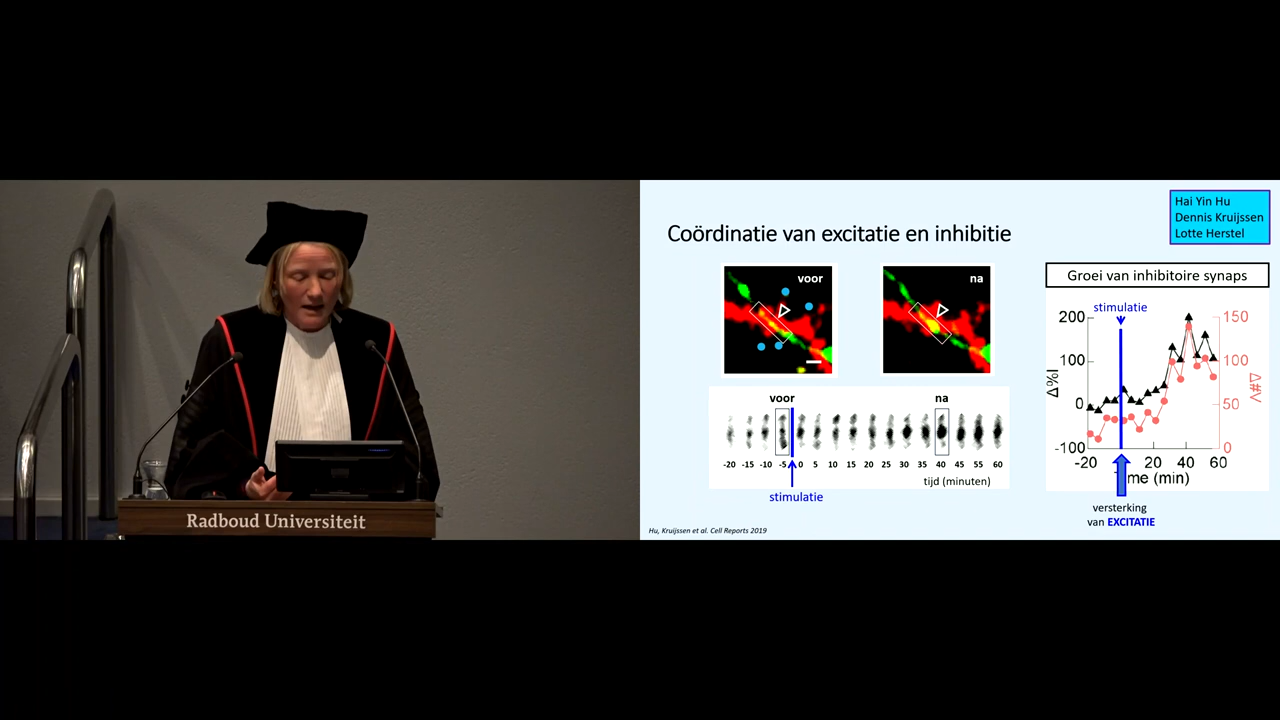 Radboud Universiteit
Coördinatie van excitatie en inhibitie
Hai Yin Hu
Dennis Kruijssen
Lotte Herstel
voor
na
voor
na
-20 -15 -10 -5 0 5 10 15 20 25 30 35 40 45 50 55 60
tijd (minuten)
stimulatie
Hu, Kruijssen et al. Cell Reports 2019
Groei van inhibitoire synaps
stimulatie
200
100
0
-100
Δ%I
150
100
50
0
Δ#V
-20 20 40 60
(min)
versterking
van EXCITATIE